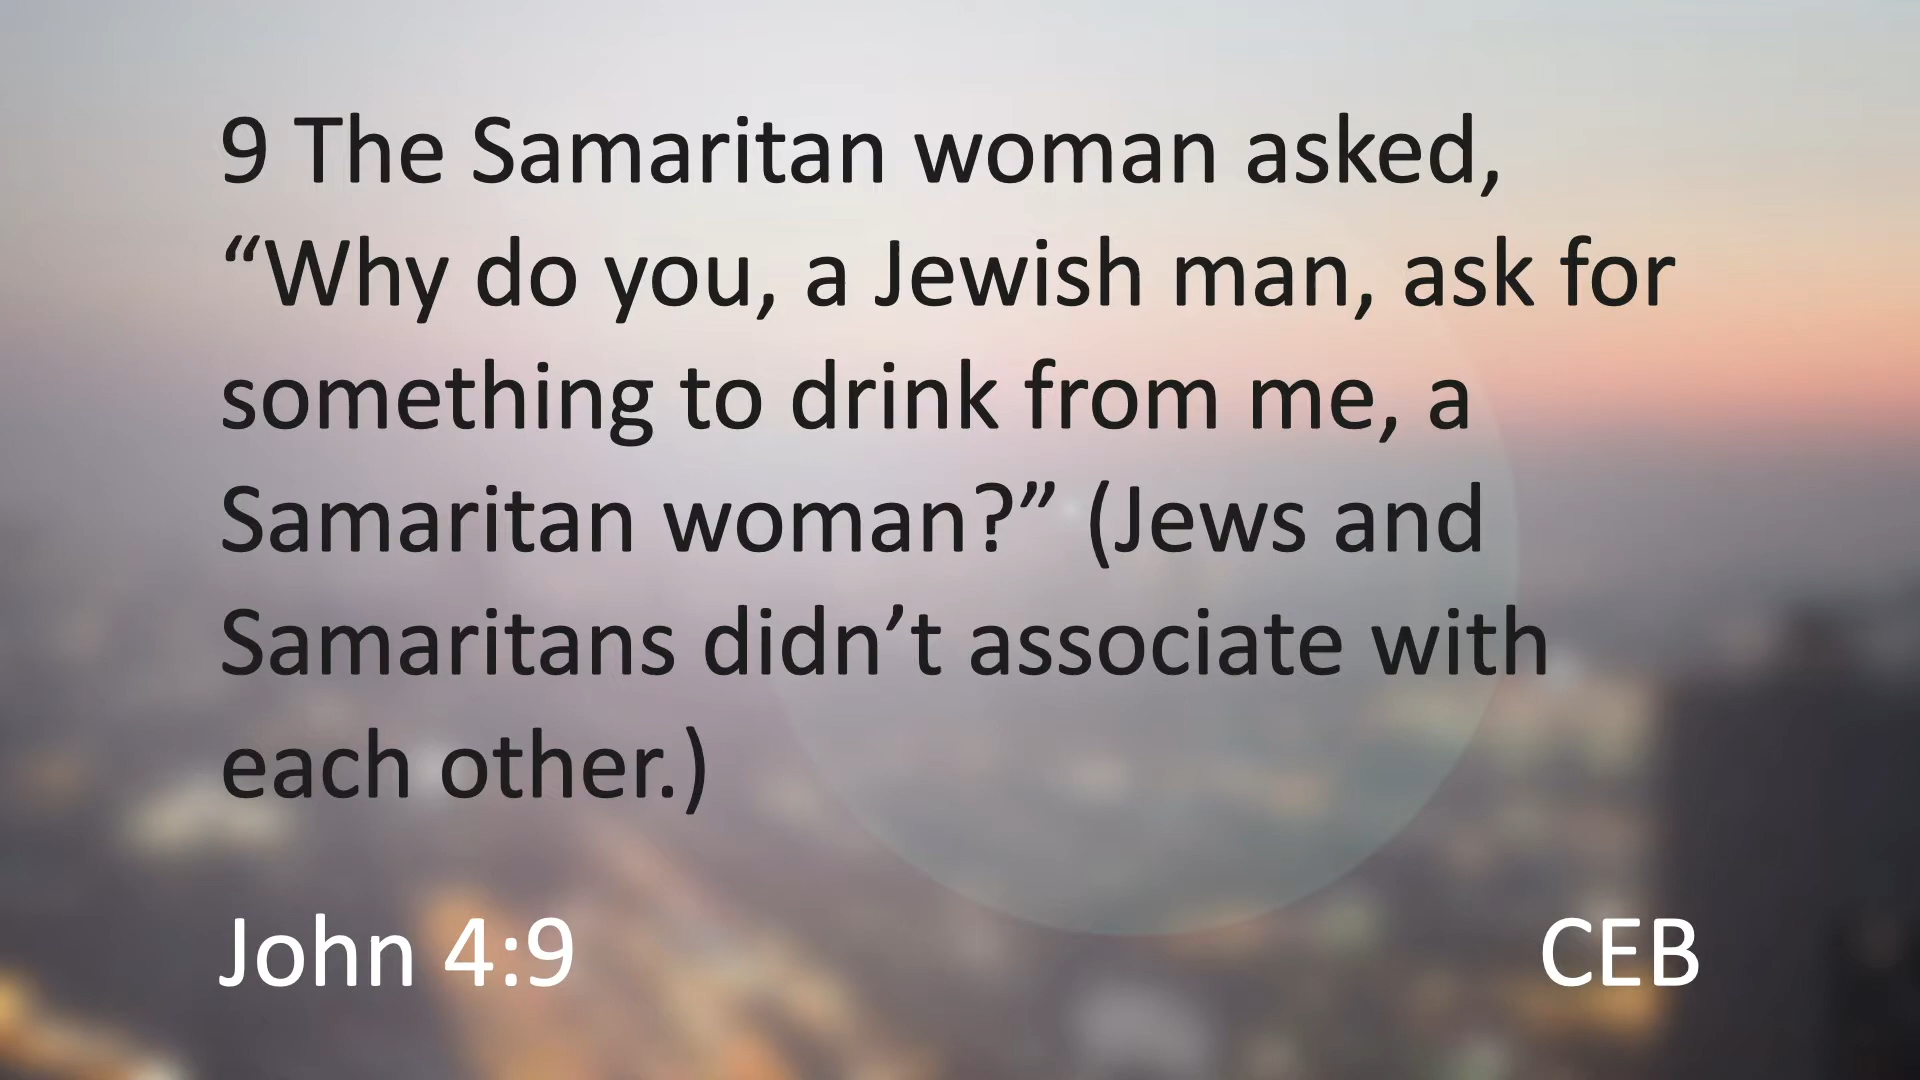 9 The Samaritan woman asked,
“Why do you, a Jewish man, ask for
something to drink from me, a
Samaritan woman?” (Jews and
Samaritans didn’t associate with
each other.)
John 4:9
CEB